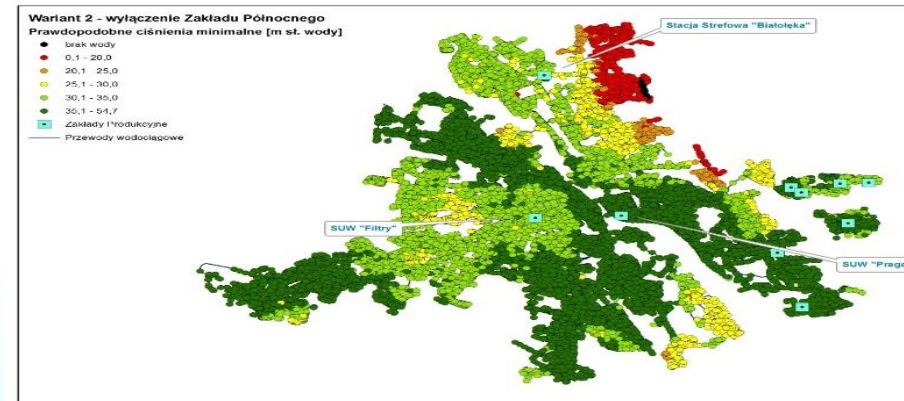 Wariant 2 - wyłączenie Zakładu Północnego
Prawdopodobne ciśnienia minimalne [m sł. wody]
brak wody
0,1 - 20,0
20,1 - 25,0
25,1 - 30,0
30,1 - 35,0
35,1 - 54,7
Zakłady Produkcyjne
Przewody wodociągowe
Stacja Strefowa "Białołęka"
SUW "Filtry"
SUW "Praga